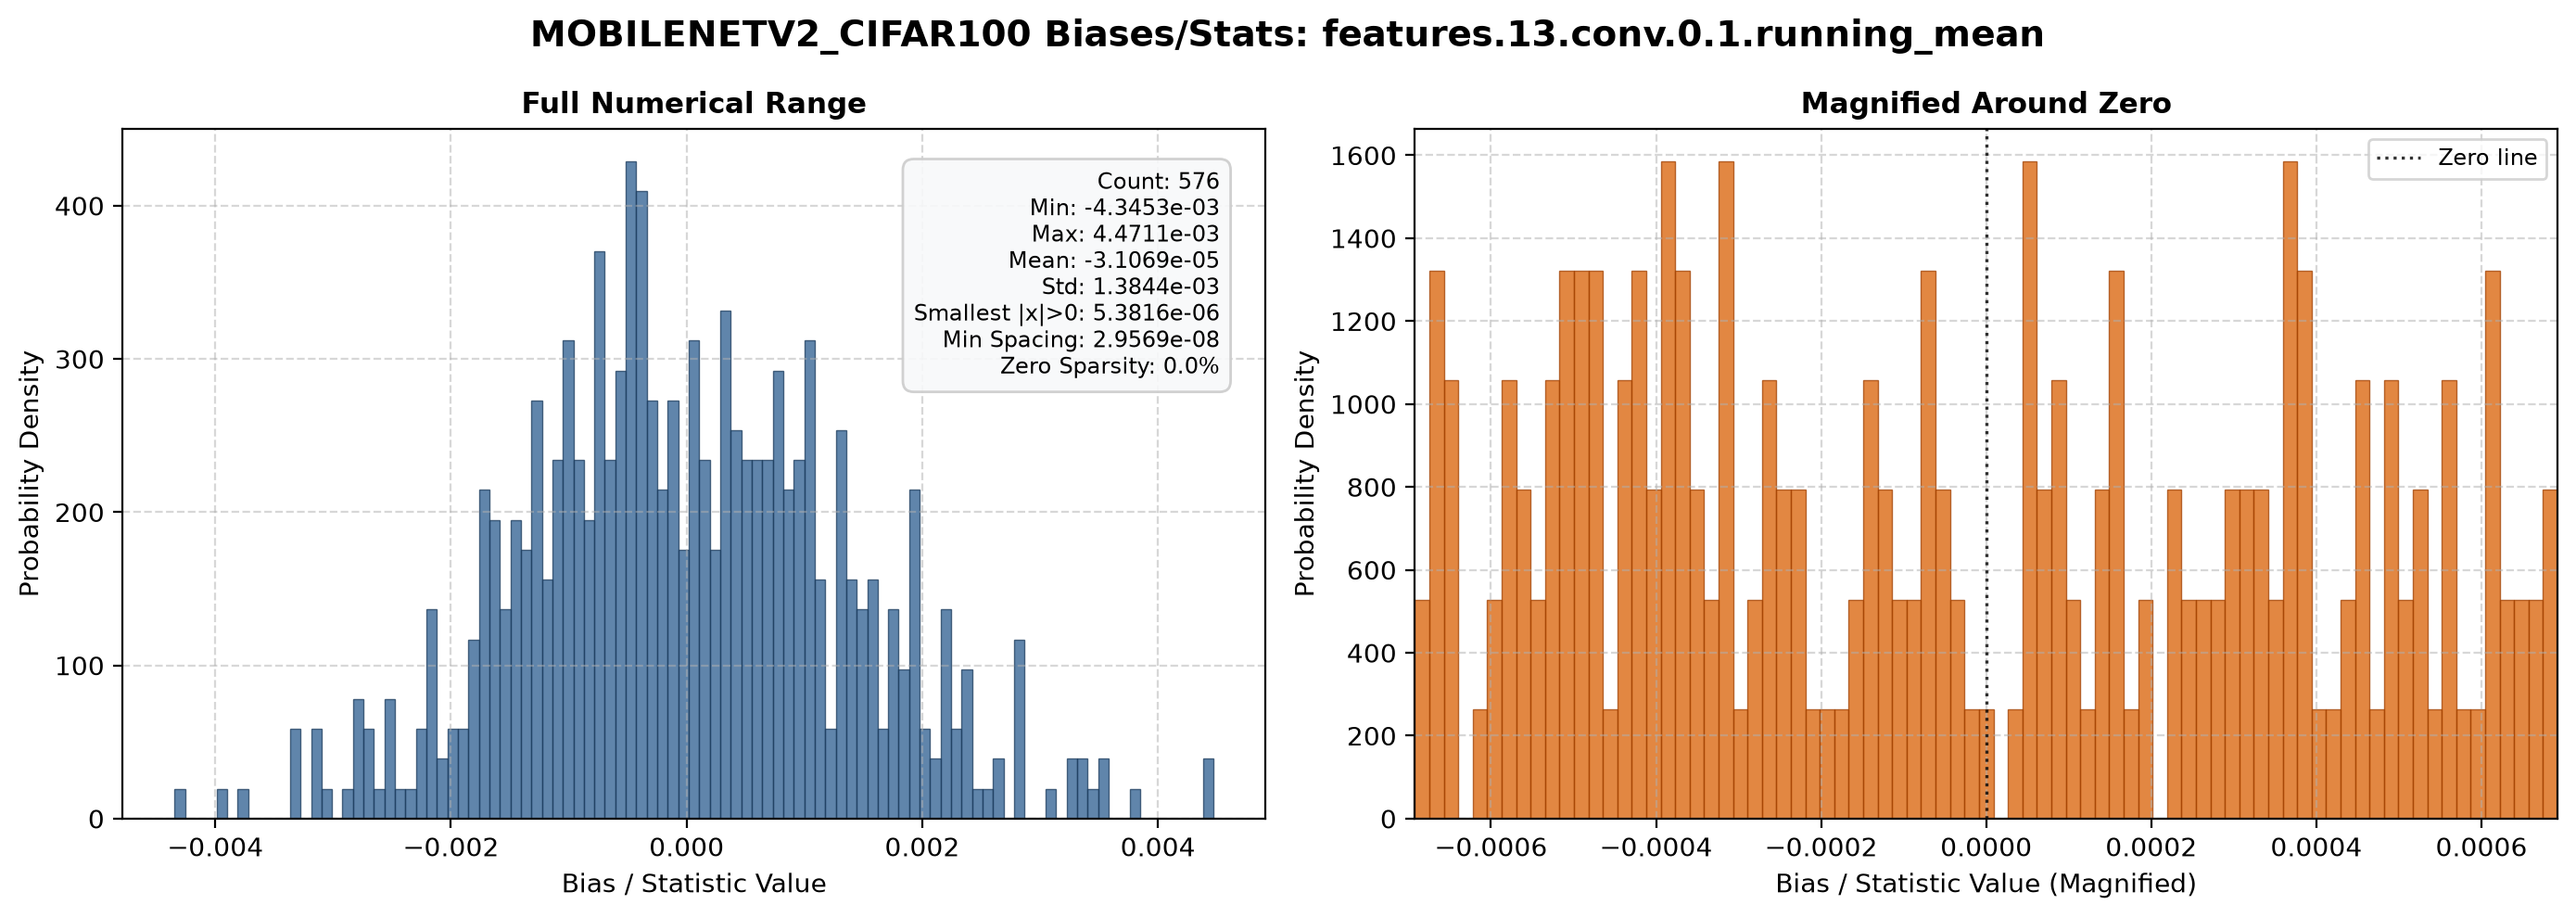 MOBILENETV2_CIFAR100 Biases/Stats: features.13.conv.0.1.running_mean
Full Numerical Range
Probability Density
400
300
200
100
0
Count: 576
Min: -4.3453e-03
Max: 4.4711e-03
Mean: -3.1069e-05
Std: 1.3844e-03
Smallest |x|>0: 5.3816e-06
Min Spacing: 2.9569e-08
Zero Sparsity: 0.0%
−0.004 −0.002 0.000 0.002 0.004
Bias / Statistic Value
Magnified Around Zero
Probability Density
1600
1400
1200
1000
800
600
400
200
0
Zero line
−0.0006 −0.0004 −0.0002 0.0000 0.0002 0.0004 0.0006
Bias / Statistic Value (Magnified)